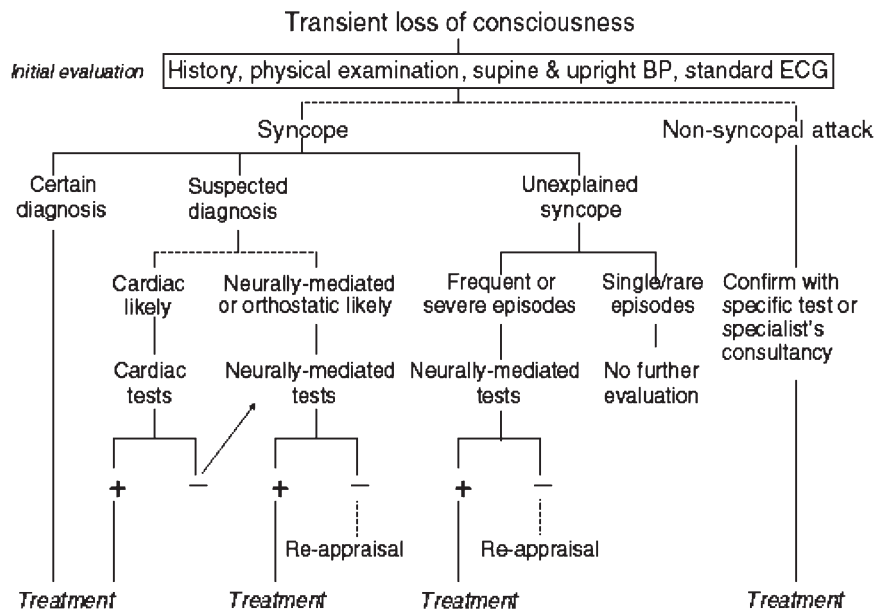 Transient loss of consciousness
Initial evaluation
History, physical examination, supine & upright BP, standard ECG
Syncope
Non-syncopal attack
Certain
diagnosis
Suspected
diagnosis
Unexplained
syncope
Cardiac
likely
Neurally-mediated
or orthostatic likely
Frequent or
severe episodes
Single/rare
episodes
Confirm with
specific test or
specialist's
consultancy
Cardiac
tests
Neurally-mediated
tests
Neurally-mediated
tests
No further
evaluation
+ – + – + –
Re-appraisal
Re-appraisal
Treatment
Treatment
Treatment
Treatment